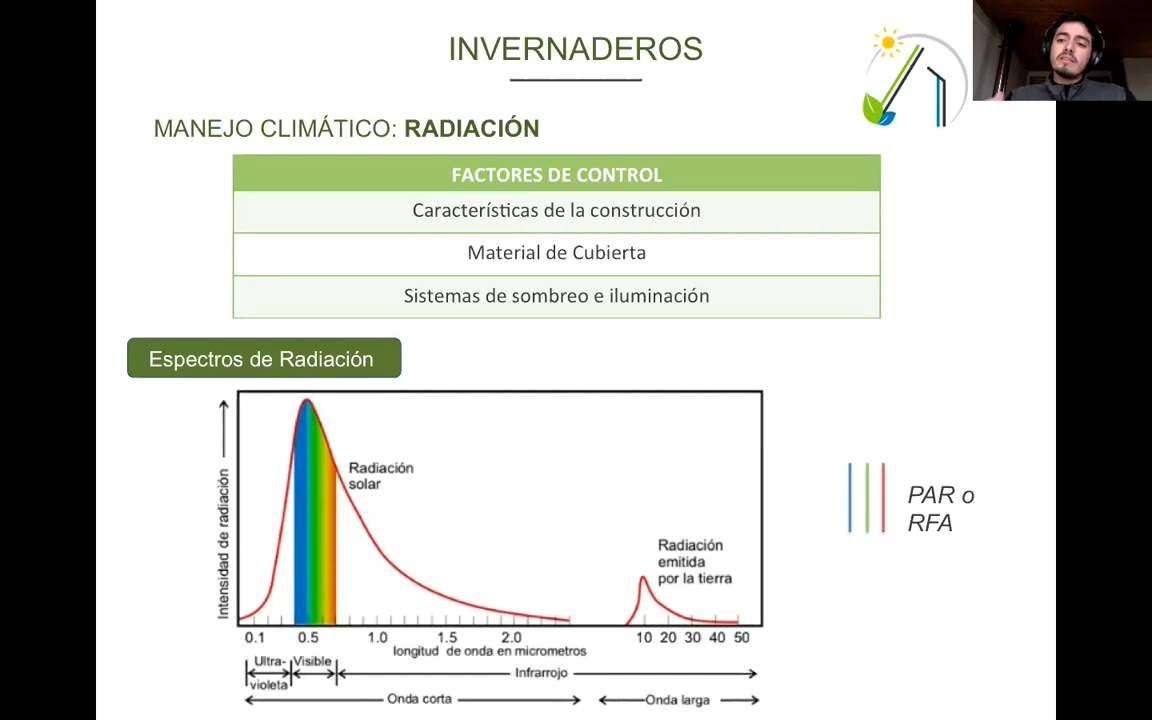 INVERNADEROS
MANEJO CLIMÁTICO: RADIACIÓN
FACTORES DE CONTROL
Características de la construcción
Material de Cubierta
Sistemas de sombreo e iluminación
Espectros de Radiación
Intensidad de radiación
Radiación
solar
Radiación
emitida
por la tierra
PAR o
RFA
0.1 0.5 1.0 1.5 2.0 10 20 30 40 50
longitud de onda en micrometros
Ultra-
violeta
Visible
Infrarrojo
Onda corta
Onda larga